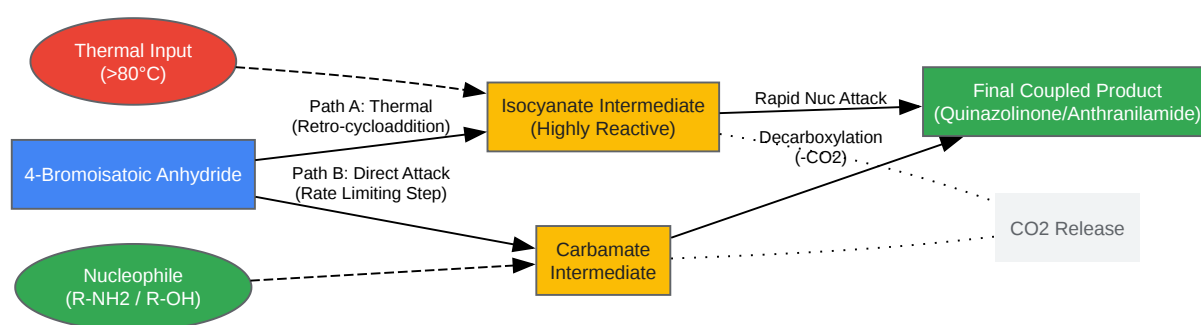 Thermal Input
(>80°C)
Path A: Thermal
(Retro-cycloaddition)
Isocyanate Intermediate
(Highly Reactive)
Rapid Nuc Attack
Final Coupled Product
(Quinazolinone/Anthranilamide)
4-Bromoisatoic Anhydride
Path B: Direct Attack
(Rate Limiting Step)
Decarboxylation
(-CO2)
CO2 Release
Carbamate
Intermediate
Nucleophile
(R-NH2 / R-OH)